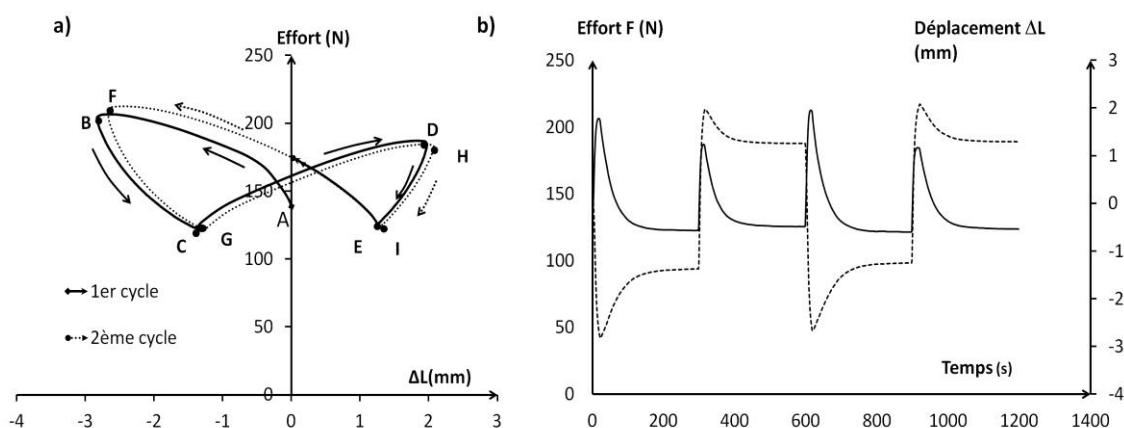 a)
Effort (N)
250
200
150
100
50
0
-4 -3 -2 -1 0 1 2 3
ΔL(mm)
F
B
D
H
A
C
G
E
I
1er cycle
2ème cycle
b)
Effort F (N)
Déplacement ΔL
(mm)
250
200
150
100
50
0
3
2
1
0
-1
-2
-3
-4
Temps (s)
0 200 400 600 800 1000 1200 1400